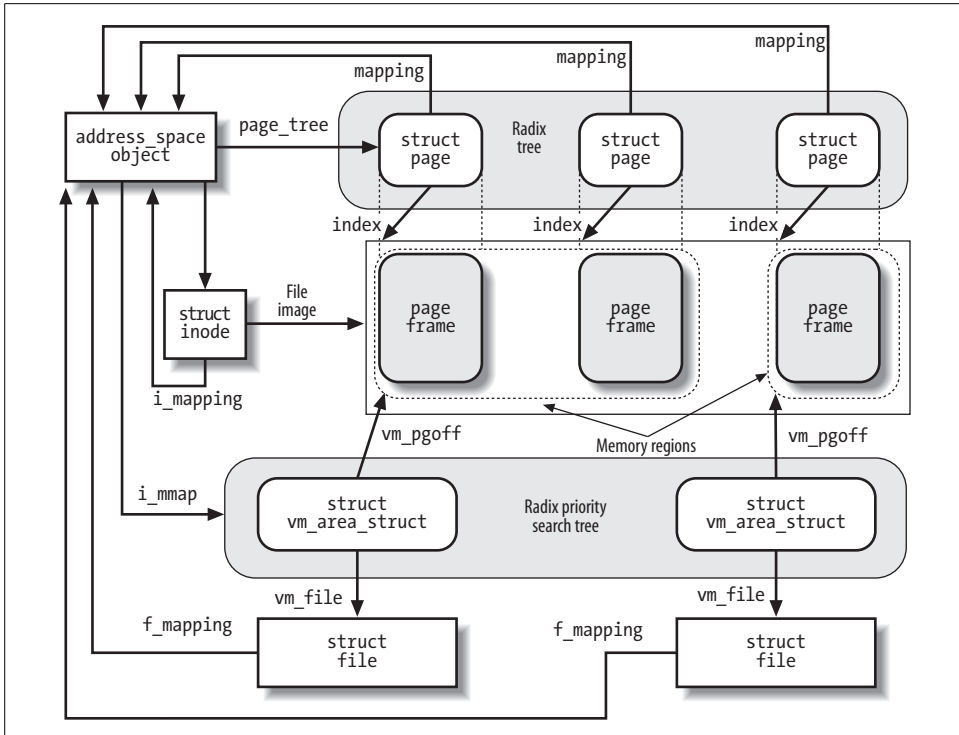 mapping
mapping
mapping
address_space
object
page_tree
Radix
tree
struct
page
struct
page
struct
page
index
index
index
struct
inode
File
image
page
frame
page
frame
page
frame
i_mapping
vm_pgoff
Memory regions
vm_pgoff
i_mmap
struct
vm_area_struct
Radix priority
search tree
struct
vm_area_struct
vm_file
vm_file
f_mapping
struct
file
f_mapping
struct
file